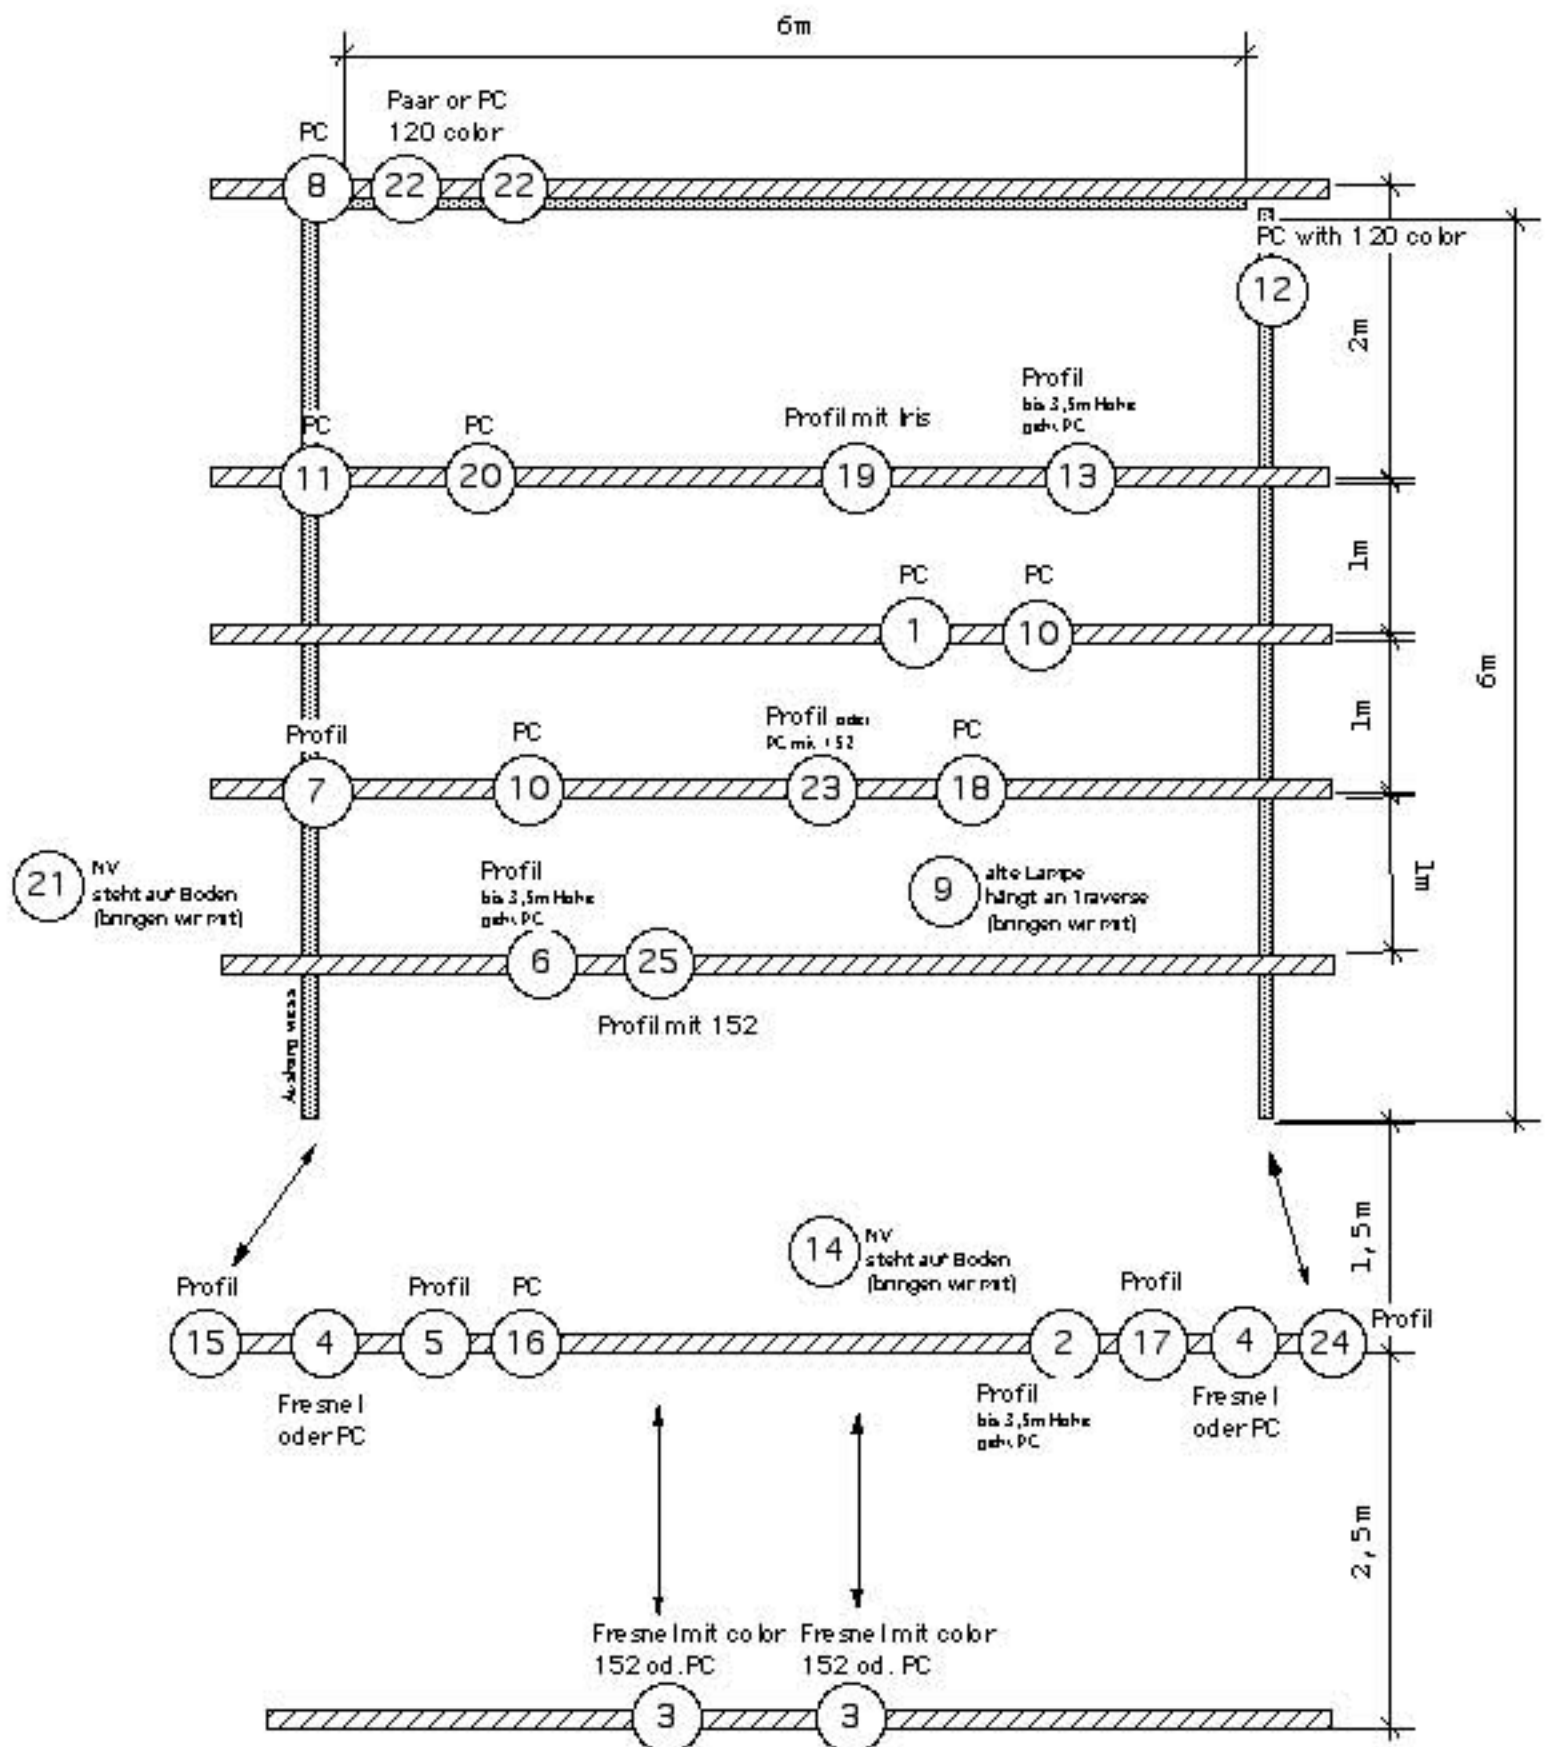 6m
Paar or PC
120 color
PC
8
22
22
PC with 120 color
12
2m
Profil
bis 3,5m Höhe
geht PC
Profil mit Iris
PC
PC
11
20
19
13
1m
PC
PC
1
10
6m
1m
Profil oder
PC mit 152
Profil
PC
PC
7
10
23
18
1m
21
NV
steht auf Boden
(bringen wir mit)
Profil
bis 3,5m Höhe
geht PC
9
alte Lampe
hängt an Traverse
(bringen wir mit)
6
25
Profil mit 152
1,5m
14
NV
steht auf Boden
(bringen wir mit)
Profil
Profil
PC
Profil
Profil
15
4
5
16
2
17
4
24
Fresnel
oder PC
Profil
bis 3,5m Höhe
geht PC
Fresnel
oder PC
2,5m
Fresnel mit color
152 od. PC
Fresnel mit color
152 od. PC
3
3